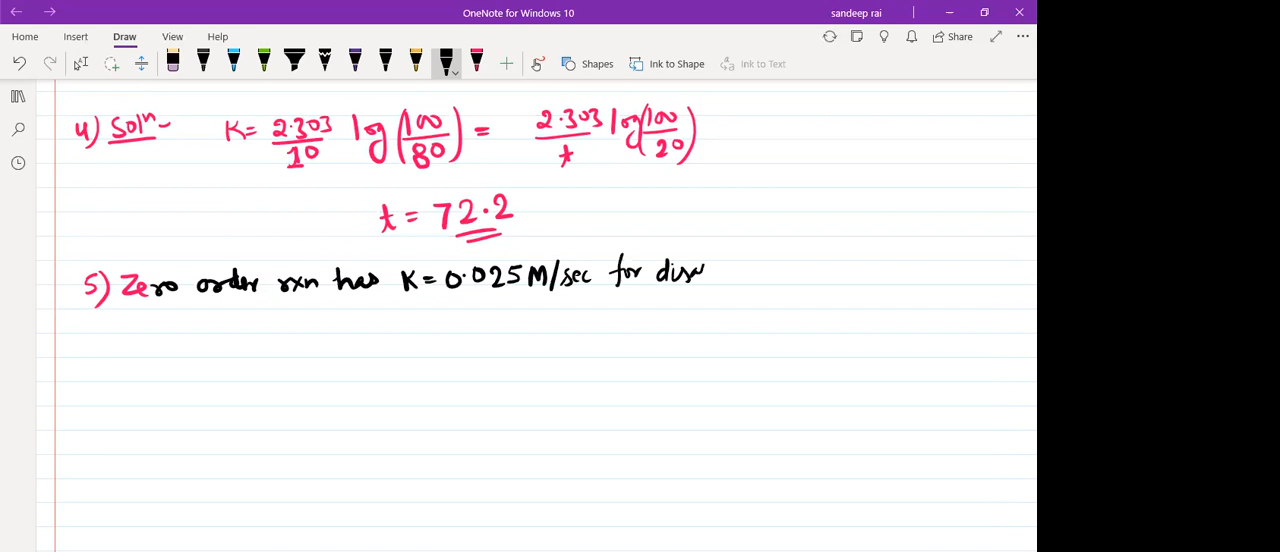 OneNote for Windows 10
sandeep rai
Home Insert Draw View Help
Share
Shapes Ink to Shape Ink to Text
4) Solⁿ- K= 2.303/10 log(100/80) = 2.303/t log(100/20)
t = 72.2
5) Zero order rxn has K=0.025 M/sec for